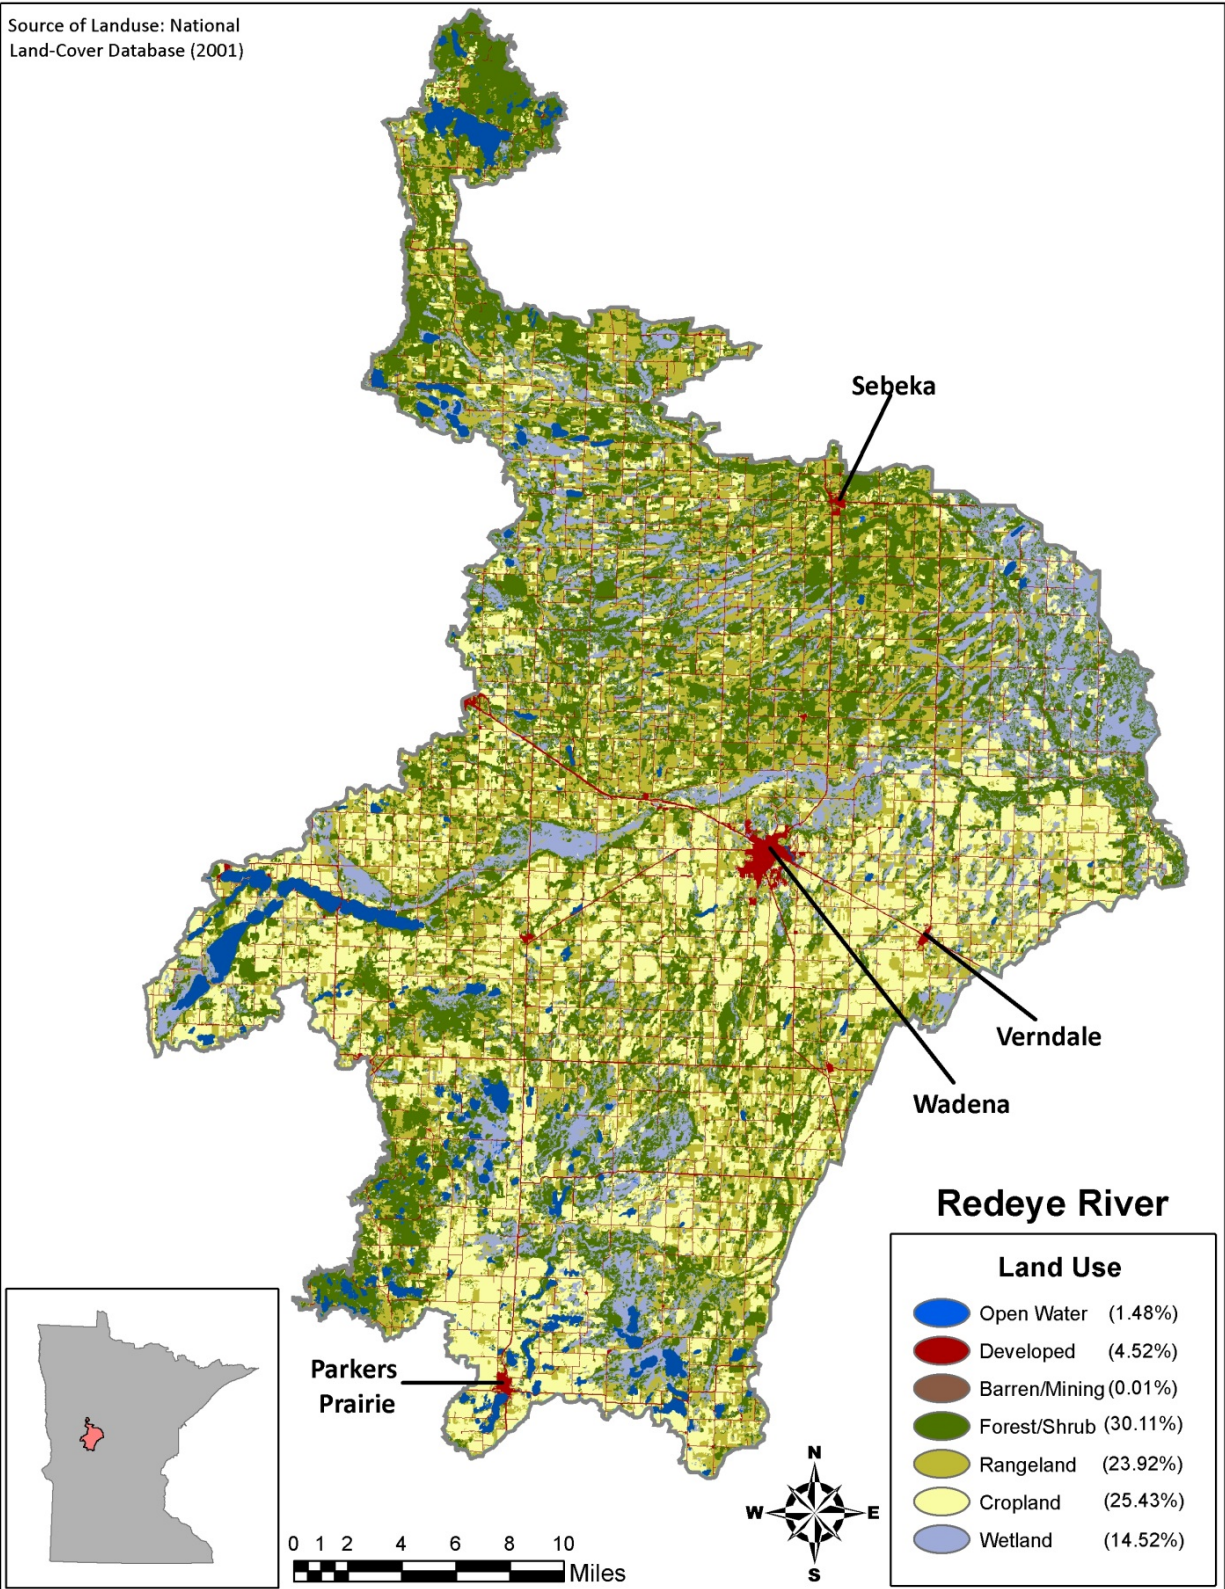 Source of Landuse: National
Land-Cover Database (2001)
Sebeka
Verndale
Wadena
Parkers
Prairie
Redeye River
Land Use
Open Water (1.48%)
Developed (4.52%)
Barren/Mining (0.01%)
Forest/Shrub (30.11%)
Rangeland (23.92%)
Cropland (25.43%)
Wetland (14.52%)
N
W E
S
0 1 2 4 6 8 10
Miles